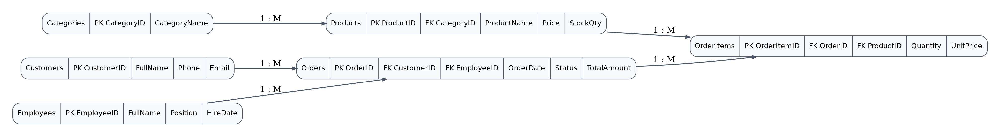 Categories PK CategoryID CategoryName
1 : M
Products PK ProductID FK CategoryID ProductName Price StockQty
1 : M
OrderItems PK OrderItemID FK OrderID FK ProductID Quantity UnitPrice
Customers PK CustomerID FullName Phone Email
1 : M
Orders PK OrderID FK CustomerID FK EmployeeID OrderDate Status TotalAmount
1 : M
1 : M
Employees PK EmployeeID FullName Position HireDate